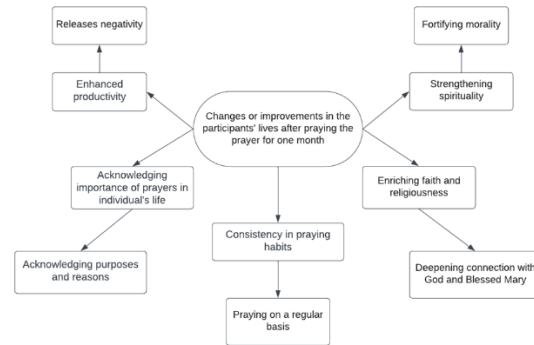 Releases negativity
Fortifying morality
Enhanced
productivity
Strengthening
spirituality
Changes or improvements in the
participants' lives after praying the
prayer for one month
Acknowledging
importance of prayers in
individual's life
Enriching faith and
religiousness
Consistency in praying
habits
Acknowledging purposes
and reasons
Deepening connection with
God and Blessed Mary
Praying on a regular
basis